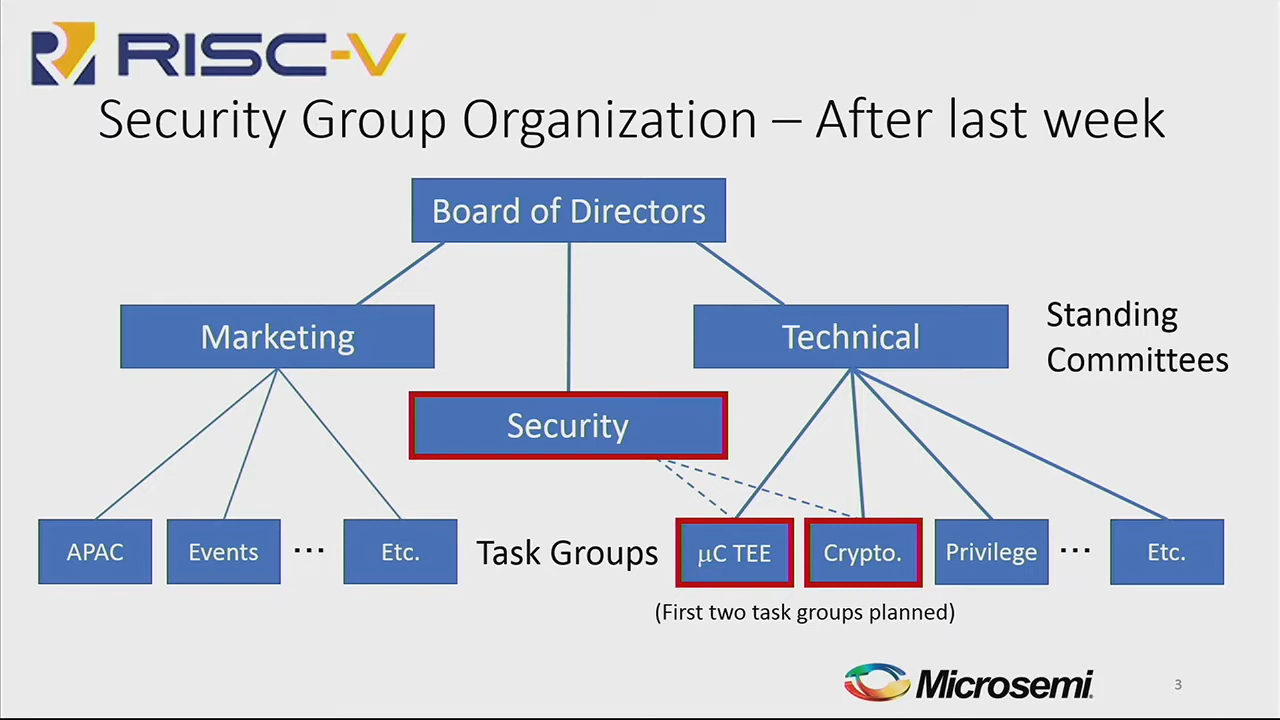 RISC-V
Security Group Organization – After last week
Board of Directors
Marketing
Technical
Standing
Committees
Security
APAC
Events
...
Etc.
Task Groups
µC TEE
Crypto.
Privilege
...
Etc.
(First two task groups planned)
Microsemi.
3